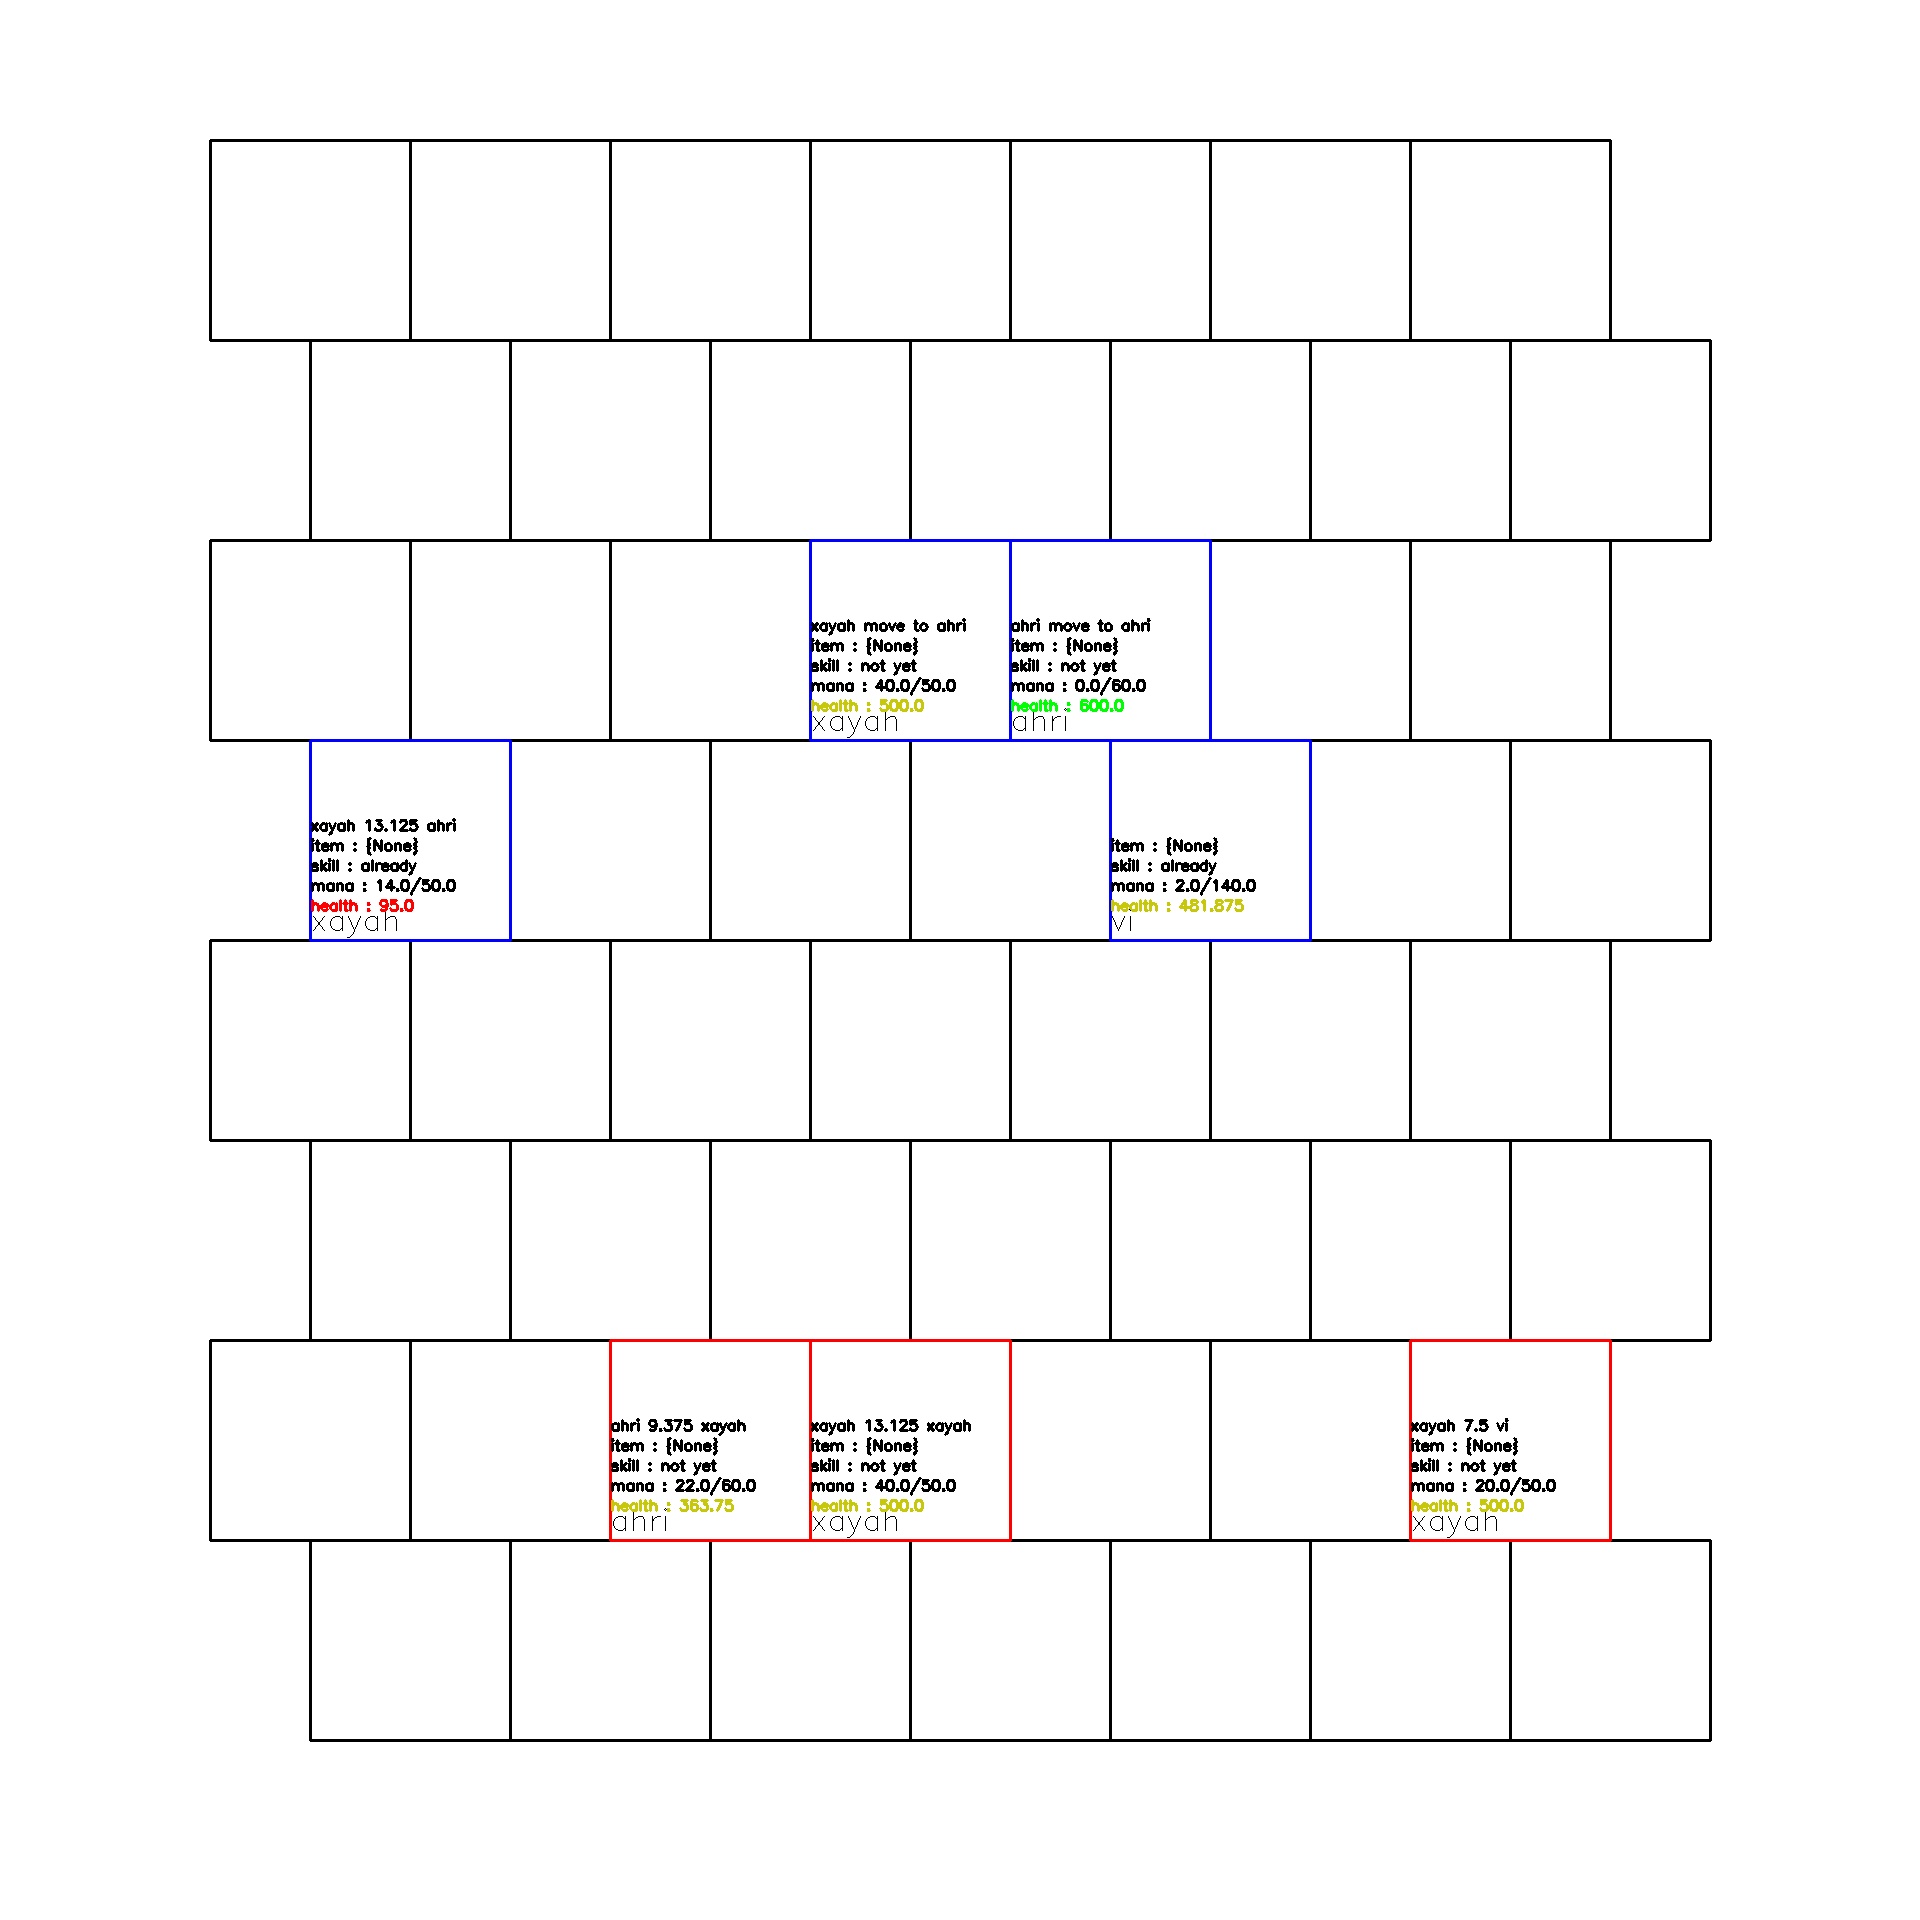 xayah move to ahri
item : {None}
skill : not yet
mana : 40.0/50.0
health : 500.0
xayah
ahri move to ahri
item : {None}
skill : not yet
mana : 0.0/60.0
health : 600.0
ahri
xayah 13.125 ahri
item : {None}
skill : already
mana : 14.0/50.0
health : 95.0
xayah
item : {None}
skill : already
mana : 2.0/140.0
health : 481.875
vi
ahri 9.375 xayah
item : {None}
skill : not yet
mana : 22.0/60.0
health : 363.75
ahri
xayah 13.125 xayah
item : {None}
skill : not yet
mana : 40.0/50.0
health : 500.0
xayah
xayah 7.5 vi
item : {None}
skill : not yet
mana : 20.0/50.0
health : 500.0
xayah